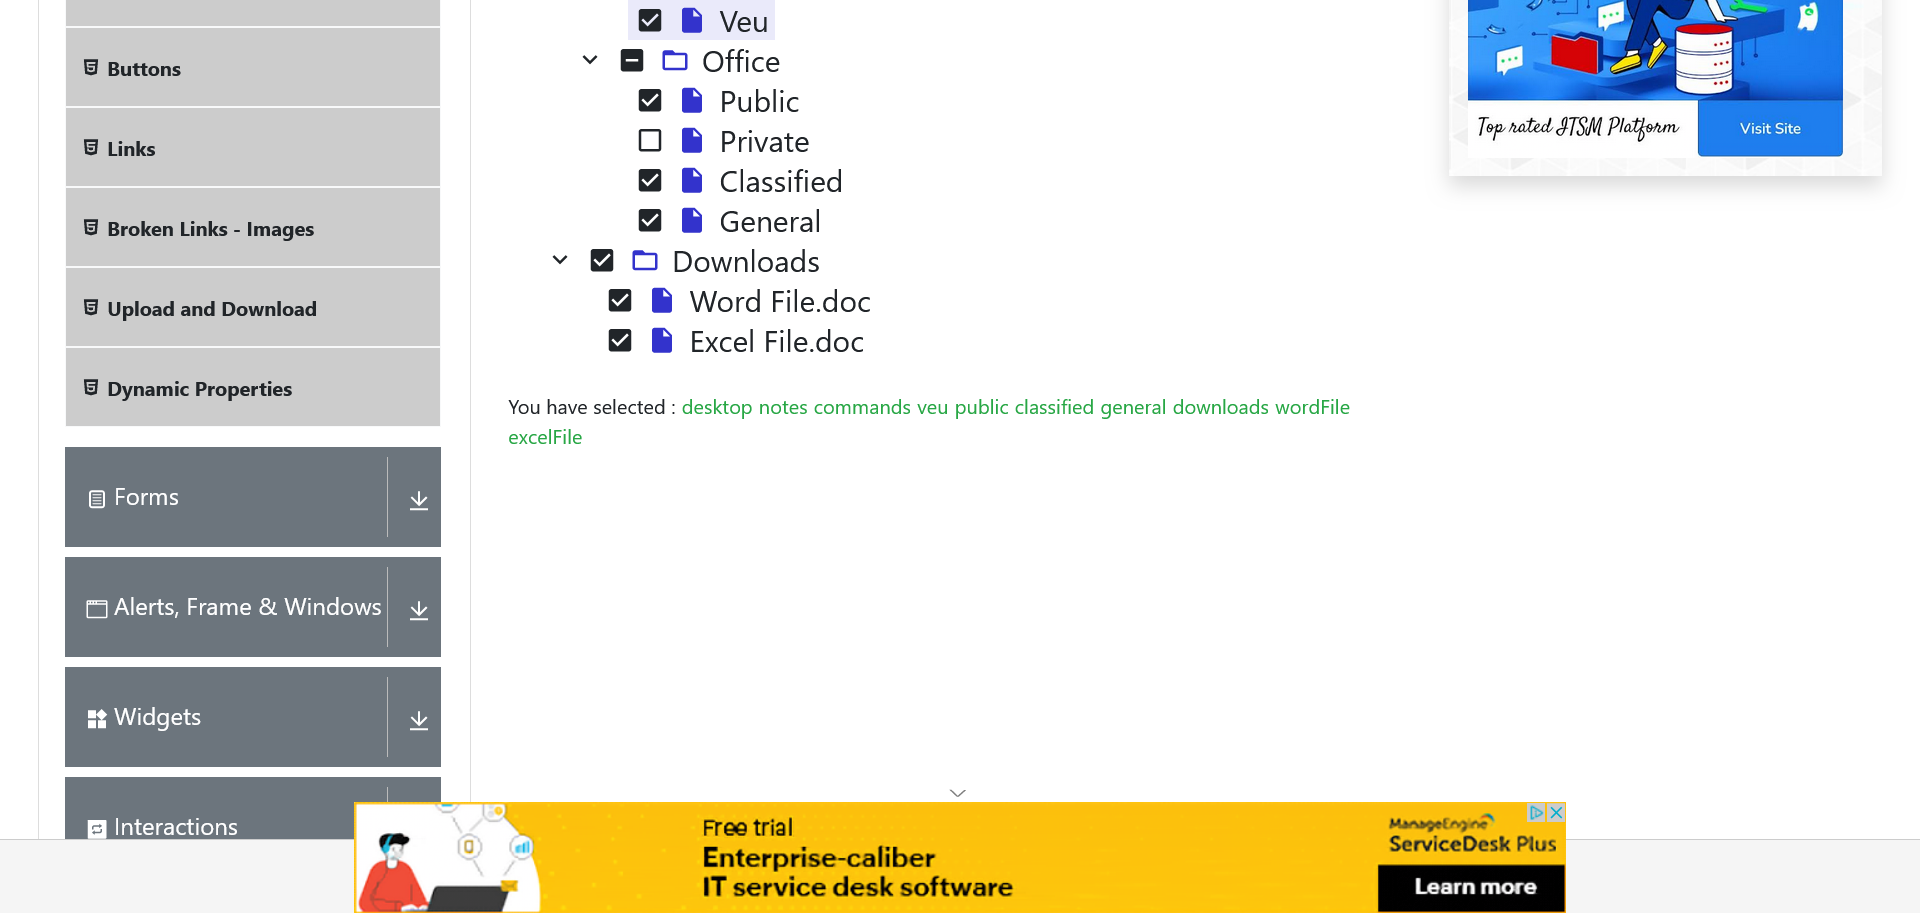 Buttons
Links
Broken Links - Images
Upload and Download
Dynamic Properties
Forms
Alerts, Frame & Windows
Widgets
Interactions
Veu
Office
Public
Private
Classified
General
Downloads
Word File.doc
Excel File.doc
You have selected : desktop notes commands veu public classified general downloads wordFile
excelFile
Top rated ITSM Platform
Visit Site
Free trial
Enterprise-caliber
IT service desk software
ManageEngine
ServiceDesk Plus
Learn more